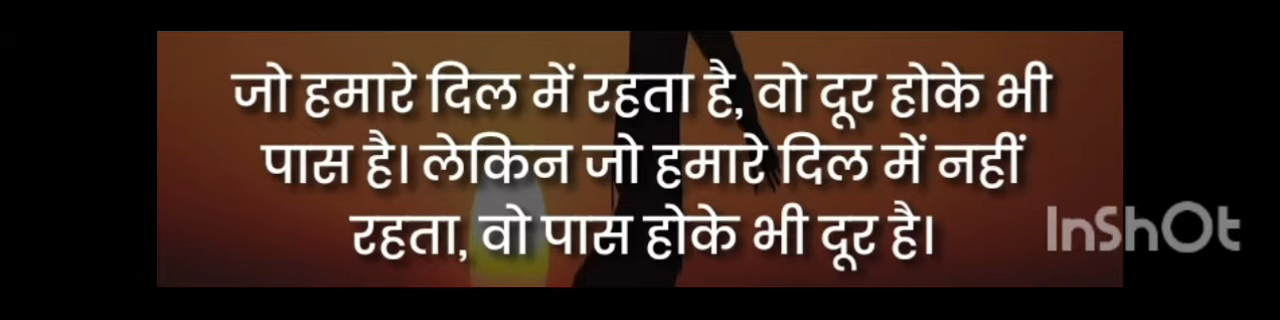 जो हमारे दिल में रहता है, वो दूर होके भी
पास है। लेकिन जो हमारे दिल में नहीं
रहता, वो पास होके भी दूर है।
InShOt